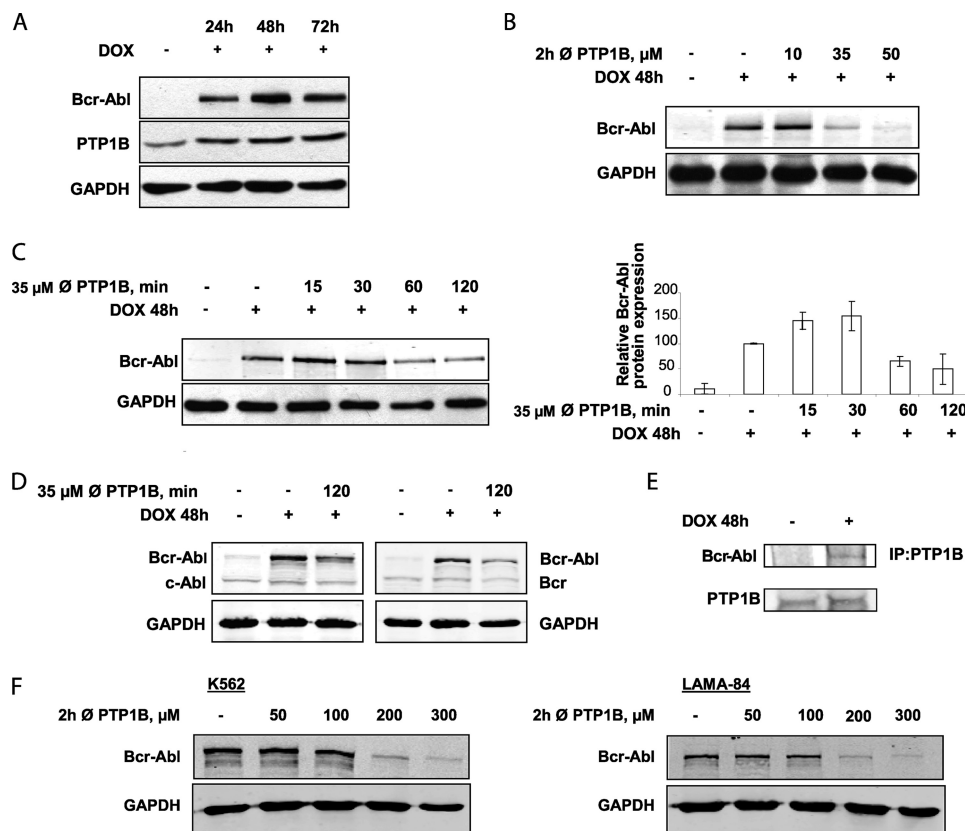 A
24h 48h 72h
DOX - + + +
Bcr-Abl
PTP1B
GAPDH
B
2h Ø PTP1B, µM - - 10 35 50
DOX 48h - + + + +
Bcr-Abl
GAPDH
C
35 µM Ø PTP1B, min - - 15 30 60 120
DOX 48h - + + + + +
Bcr-Abl
GAPDH
Relative Bcr-Abl
protein expression
200
150
100
50
0
35 µM Ø PTP1B, min - - 15 30 60 120
DOX 48h - + + + + +
D
35 µM Ø PTP1B, min - - 120 - - 120
DOX 48h - + + - + +
Bcr-Abl Bcr-Abl
c-Abl Bcr
GAPDH GAPDH
E
DOX 48h - +
Bcr-Abl IP:PTP1B
PTP1B
F
K562
2h Ø PTP1B, µM - 50 100 200 300
Bcr-Abl
GAPDH
LAMA-84
2h Ø PTP1B, µM - 50 100 200 300
Bcr-Abl
GAPDH